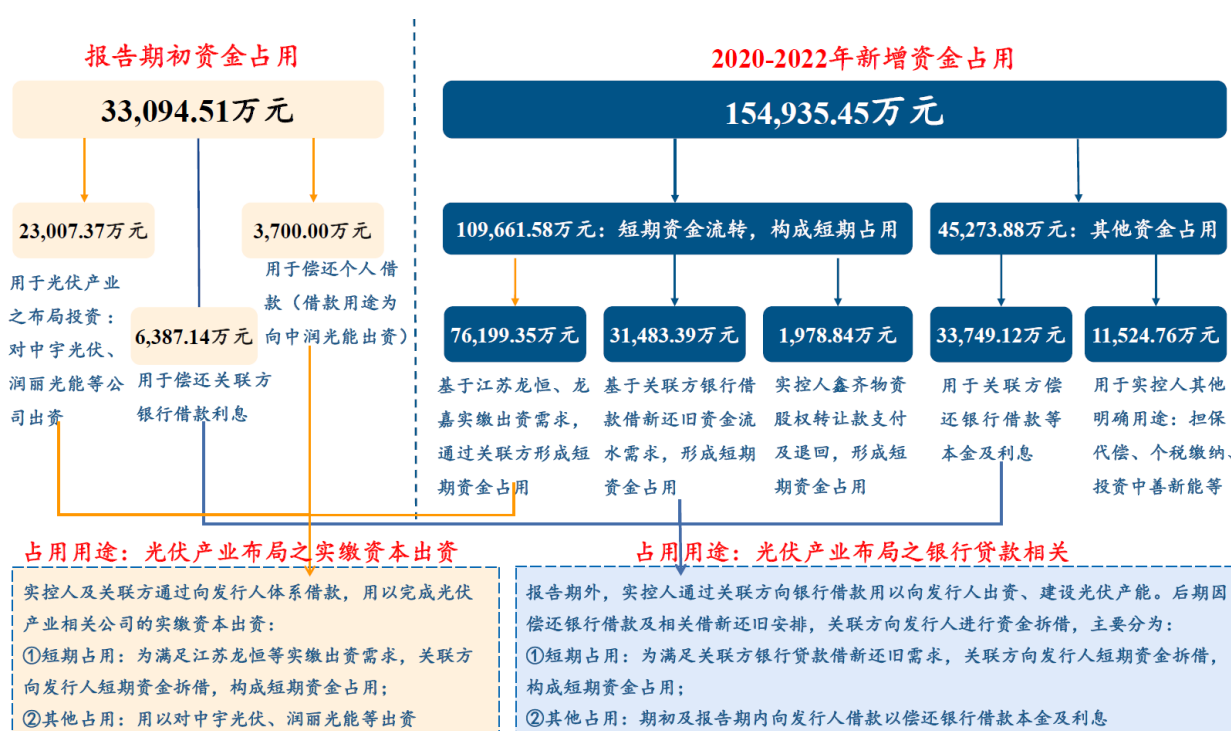 报告期初资金占用
33,094.51万元
23,007.37万元
3,700.00万元
用于光伏产业
之布局投资：
对中宇光伏、
润丽光能等公
司出资
6,387.14万元
用于偿还关联方
银行借款利息
用于偿还个人借
款（借款用途为
向中润光能出资）
2020-2022年新增资金占用
154,935.45万元
109,661.58万元：短期资金流转，构成短期占用
45,273.88万元：其他资金占用
76,199.35万元
31,483.39万元
1,978.84万元
33,749.12万元
11,524.76万元
基于江苏龙恒、龙
嘉实缴出资需求，
通过关联方形成短
期资金占用
基于关联方银行借
款借新还旧资金流
水需求，形成短期
资金占用
实控人鑫齐物资
股权转让款支付
及退回，形成短
期资金占用
用于关联方偿
还银行借款等
本金及利息
用于实控人其他
明确用途：担保
代偿、个税缴纳、
投资中善新能等
占用用途：光伏产业布局之实缴资本出资
实控人及关联方通过向发行人体系借款，用以完成光伏
产业相关公司的实缴资本出资：
①短期占用：为满足江苏龙恒等实缴出资需求，关联方
向发行人短期资金拆借，构成短期资金占用；
②其他占用：用以对中宇光伏、润丽光能等出资
占用用途：光伏产业布局之银行贷款相关
报告期外，实控人通过关联方向银行借款用以向发行人出资、建设光伏产能。后期因
偿还银行借款及相关借新还旧安排，关联方向发行人进行资金拆借，主要分为：
①短期占用：为满足关联方银行贷款借新还旧需求，关联方向发行人短期资金拆借，
构成短期资金占用；
②其他占用：期初及报告期内向发行人借款以偿还银行借款本金及利息